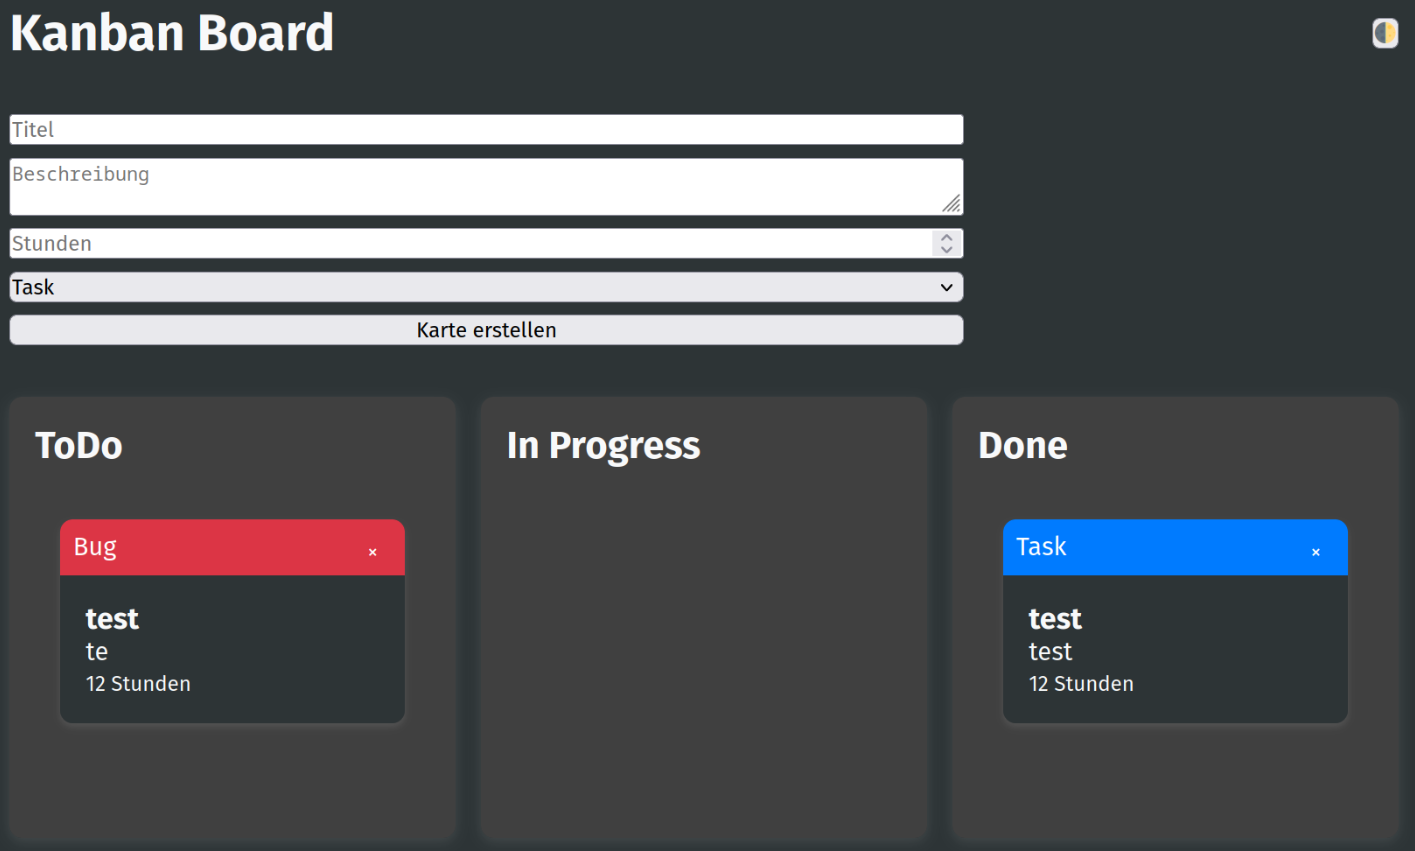 Kanban Board
Titel
Beschreibung
Stunden
Task
Karte erstellen
ToDo
In Progress
Done
Bug ×
test
te
12 Stunden
Task ×
test
test
12 Stunden